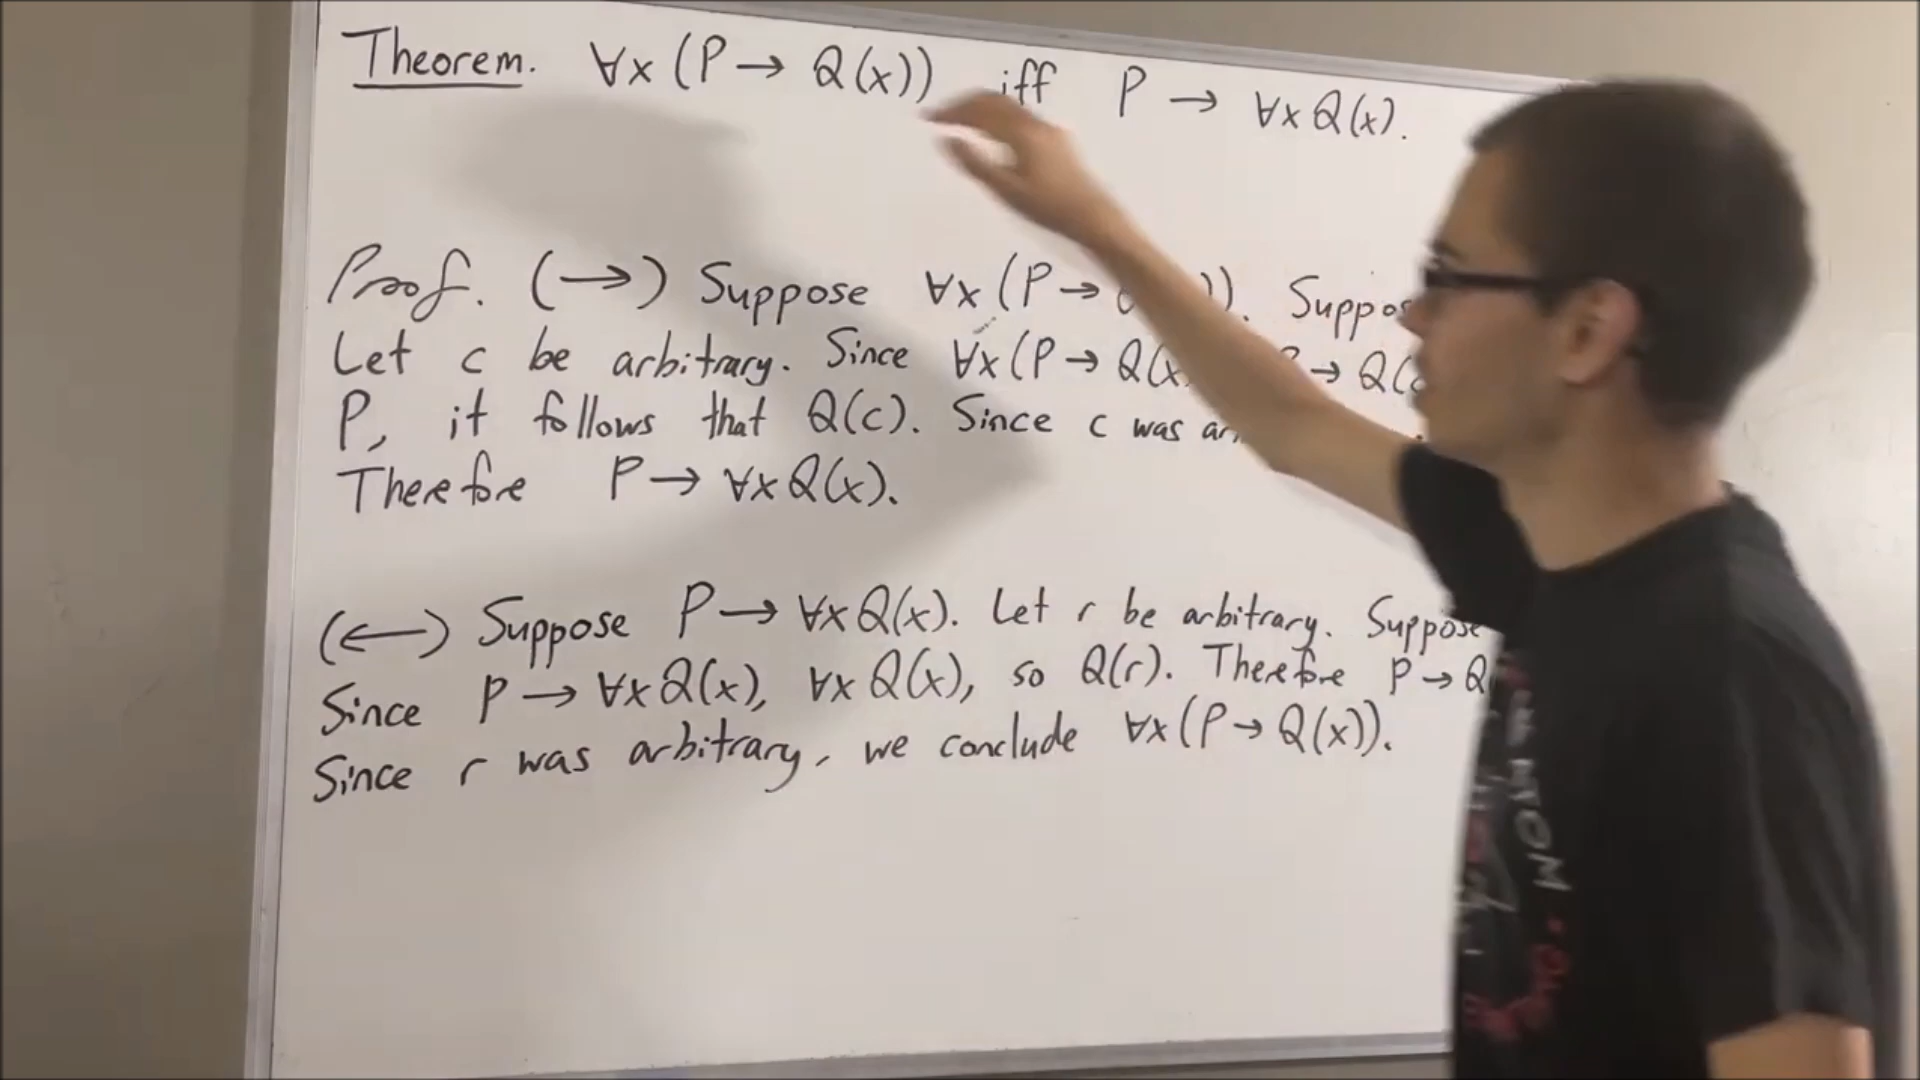 Theorem. ∀x (P → Q(x)) iff P → ∀x Q(x).
Proof. (→) Suppose ∀x (P → )). Suppos
Let c be arbitrary. Since ∀x (P → Q(x → Q(
P, it follows that Q(c). Since c was
Therefore P → ∀x Q(x).
(←) Suppose P → ∀x Q(x). Let r be arbitrary. Suppose
Since P → ∀x Q(x), ∀x Q(x), so Q(r). Therefore P → Q
Since r was arbitrary, we conclude ∀x (P → Q(x)).